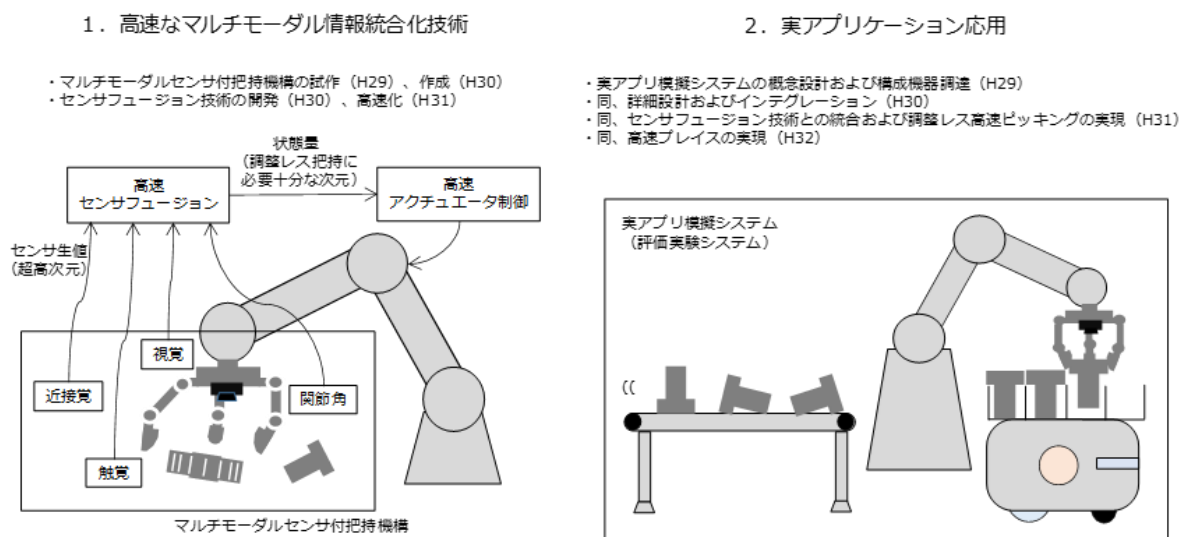 1．高速なマルチモーダル情報統合化技術
・マルチモーダルセンサ付把持機構の試作（H29）、作成（H30）
・センサフュージョン技術の開発（H30）、高速化（H31）
状態量
（調整レス把持に
必要十分な次元）
高速
センサフュージョン
高速
アクチュエータ制御
センサ生値
（超高次元）
視覚
近接覚
関節角
触覚
マルチモーダルセンサ付把持機構
2．実アプリケーション応用
・実アプリ模擬システムの概念設計および構成機器調達（H29）
・同、詳細設計およびインテグレーション（H30）
・同、センサフュージョン技術との統合および調整レス高速ピッキングの実現（H31）
・同、高速プレイスの実現（H32）
実アプリ模擬システム
（評価実験システム）